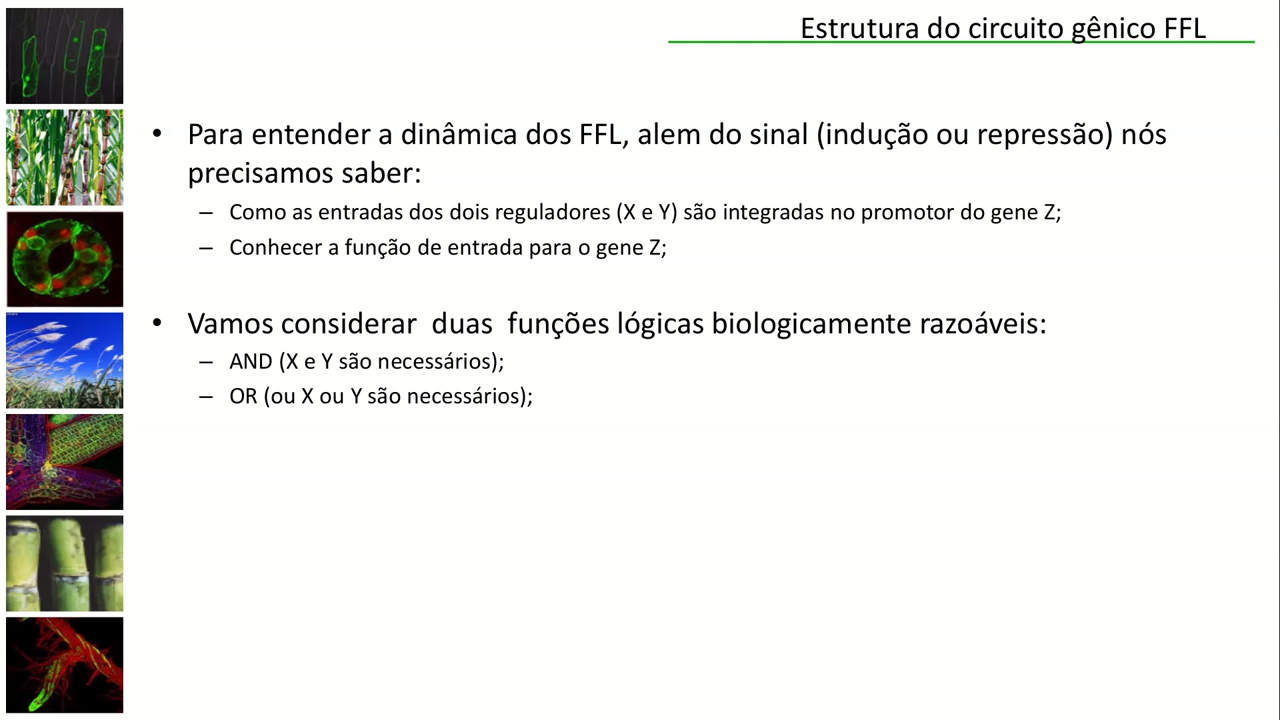 Estrutura do circuito gênico FFL
• Para entender a dinâmica dos FFL, alem do sinal (indução ou repressão) nós
precisamos saber:
– Como as entradas dos dois reguladores (X e Y) são integradas no promotor do gene Z;
– Conhecer a função de entrada para o gene Z;
• Vamos considerar  duas  funções lógicas biologicamente razoáveis:
– AND (X e Y são necessários);
– OR (ou X ou Y são necessários);